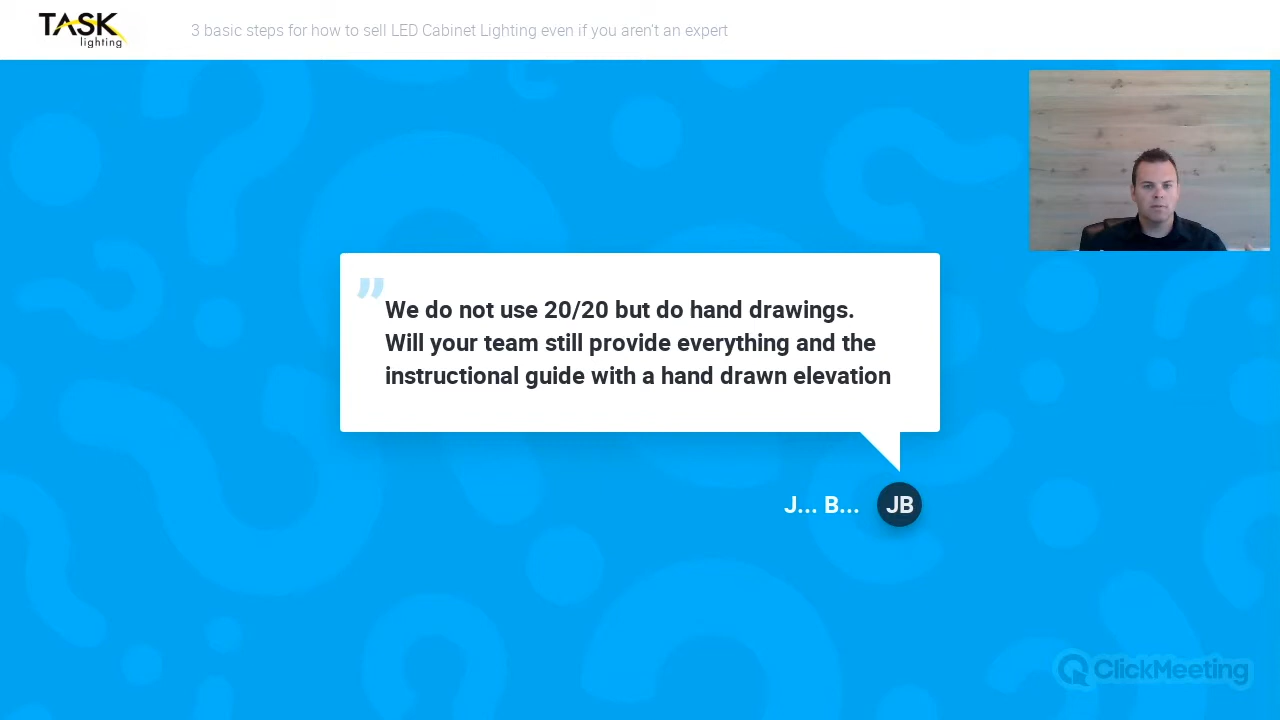 TASK
lighting
3 basic steps for how to sell LED Cabinet Lighting even if you aren't an expert
”
We do not use 20/20 but do hand drawings.
Will your team still provide everything and the
instructional guide with a hand drawn elevation
J... B... JB
ClickMeeting